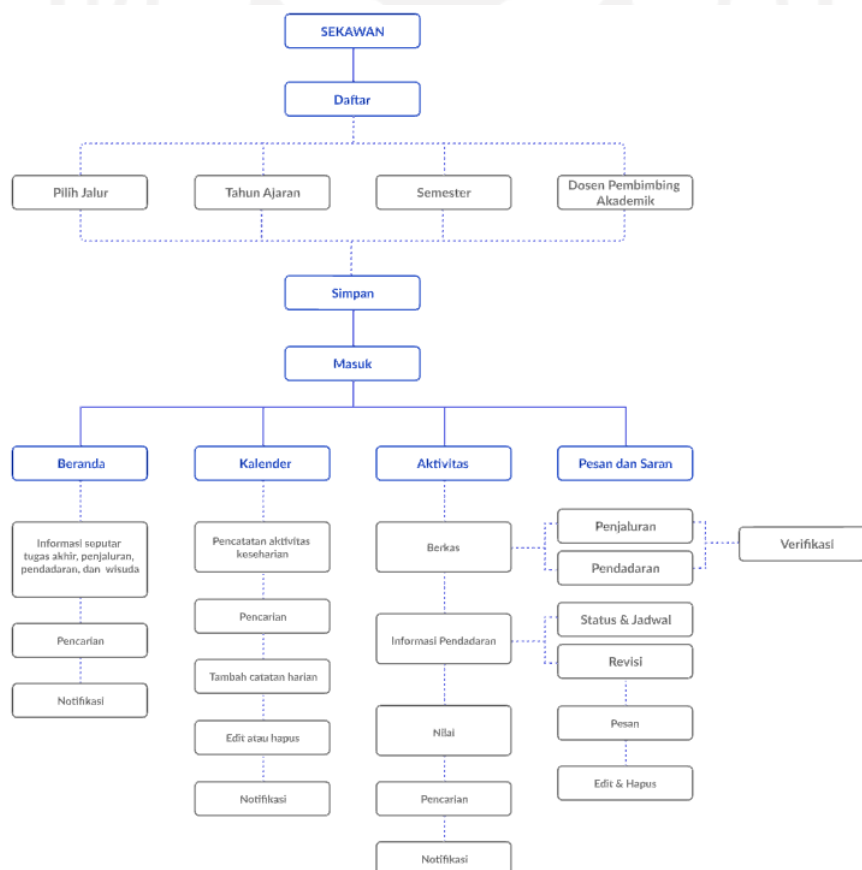 SEKAWAN
Daftar
Pilih Jalur
Tahun Ajaran
Semester
Dosen Pembimbing
Akademik
Simpan
Masuk
Beranda
Kalender
Aktivitas
Pesan dan Saran
Informasi seputar
tugas akhir, penjaluran,
pendadaran, dan wisuda
Pencatatan aktivitas
keseharian
Berkas
Penjaluran
Pendadaran
Verifikasi
Pencarian
Pencarian
Informasi Pendadaran
Status & Jadwal
Revisi
Notifikasi
Tambah catatan harian
Edit atau hapus
Nilai
Pesan
Notifikasi
Pencarian
Edit & Hapus
Notifikasi